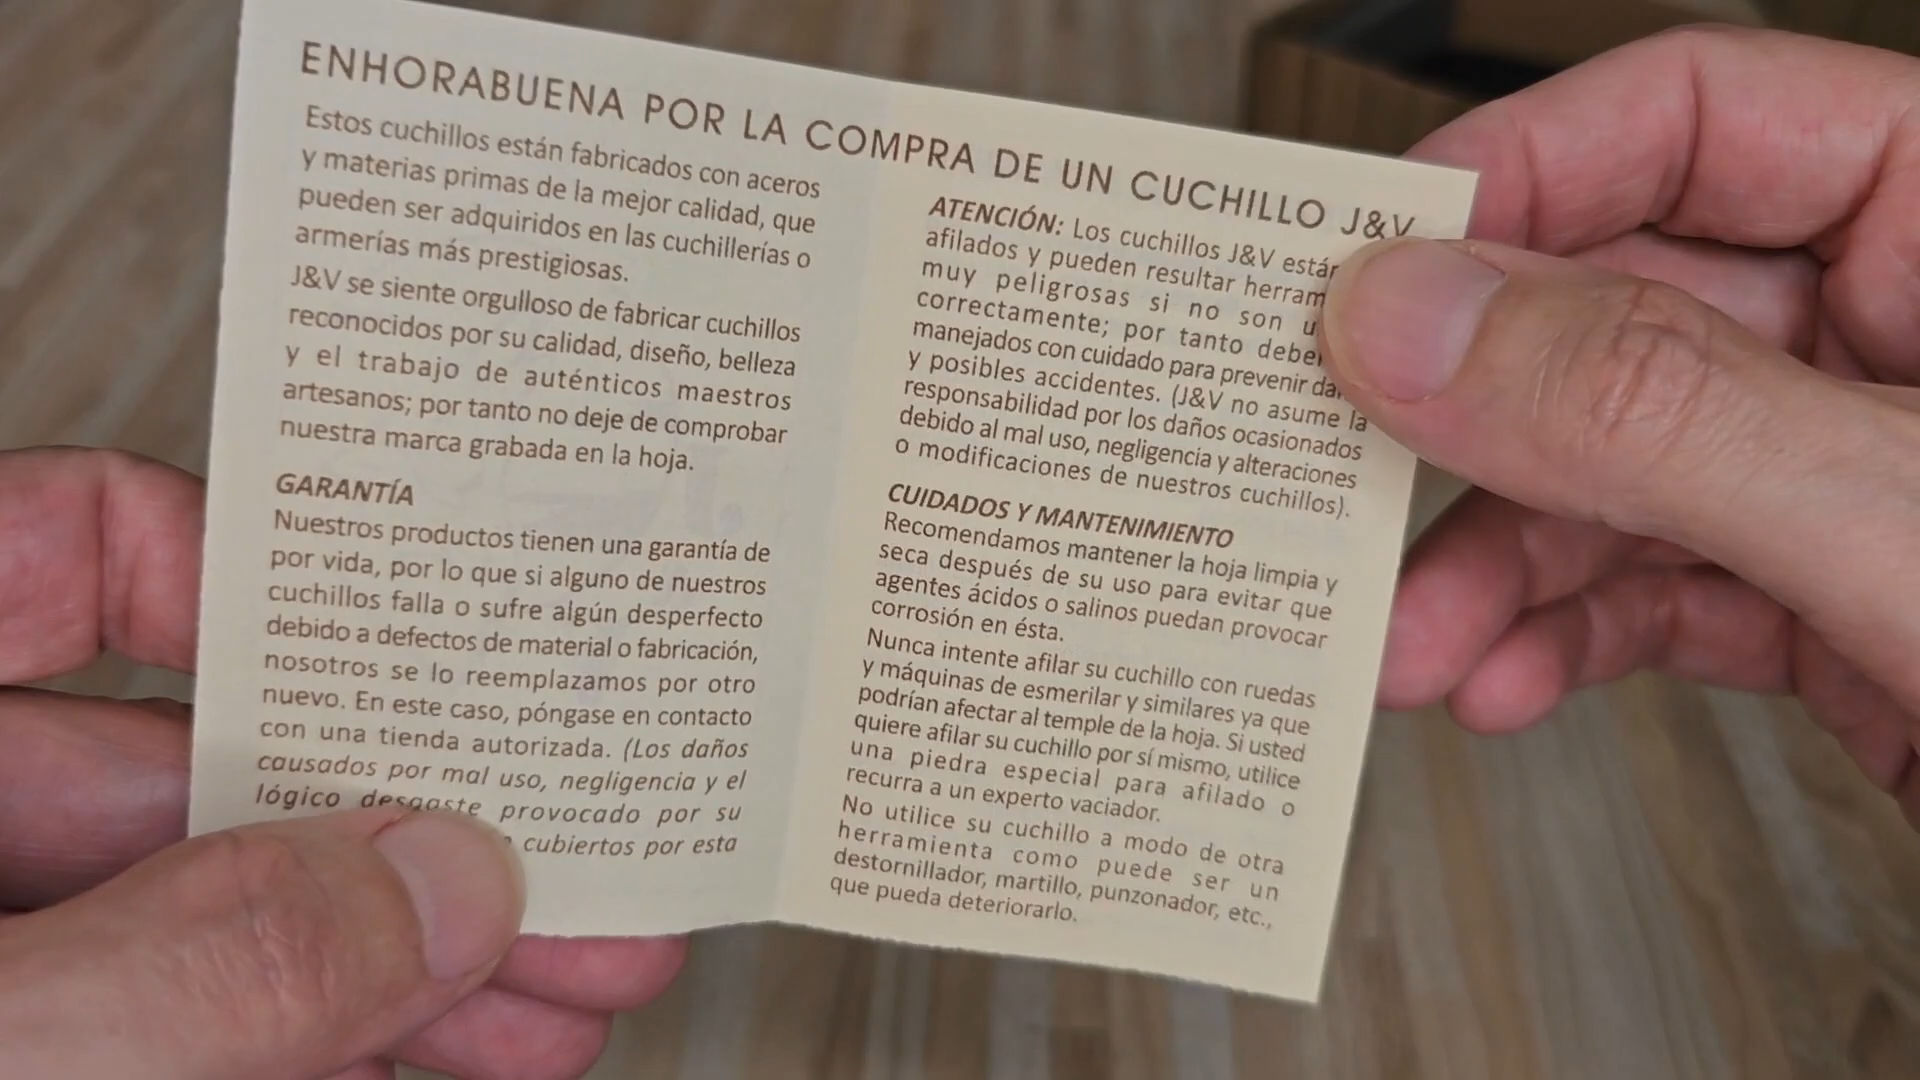 ENHORABUENA POR LA COMPRA DE UN CUCHILLO J&V
Estos cuchillos están fabricados con aceros
y materias primas de la mejor calidad, que
pueden ser adquiridos en las cuchillerías o
armerías más prestigiosas.
J&V se siente orgulloso de fabricar cuchillos
reconocidos por su calidad, diseño, belleza
y el trabajo de auténticos maestros
artesanos; por tanto no deje de comprobar
nuestra marca grabada en la hoja.
GARANTÍA
Nuestros productos tienen una garantía de
por vida, por lo que si alguno de nuestros
cuchillos falla o sufre algún desperfecto
debido a defectos de material o fabricación,
nosotros se lo reemplazamos por otro
nuevo. En este caso, póngase en contacto
con una tienda autorizada. (Los daños
causados por mal uso, negligencia y el
lógico desgaste provocado por su
cubiertos por esta
ATENCIÓN: Los cuchillos J&V
afilados y pueden resultar
muy peligrosas si no son
correctamente; por tanto
manejados con cuidado para prevenir
y posibles accidentes. (J&V no asume la
responsabilidad por los daños ocasionados
debido al mal uso, negligencia y alteraciones
o modificaciones de nuestros cuchillos).
CUIDADOS Y MANTENIMIENTO
Recomendamos mantener la hoja limpia y
seca después de su uso para evitar que
agentes ácidos o salinos puedan provocar
corrosión en ésta.
Nunca intente afilar su cuchillo con ruedas
y máquinas de esmerilar y similares ya que
podrían afectar al temple de la hoja. Si usted
quiere afilar su cuchillo por sí mismo, utilice
una piedra especial para afilado o
recurra a un experto vaciador.
No utilice su cuchillo a modo de otra
herramienta como puede ser un
destornillador, martillo, punzonador, etc.,
que pueda deteriorarlo.